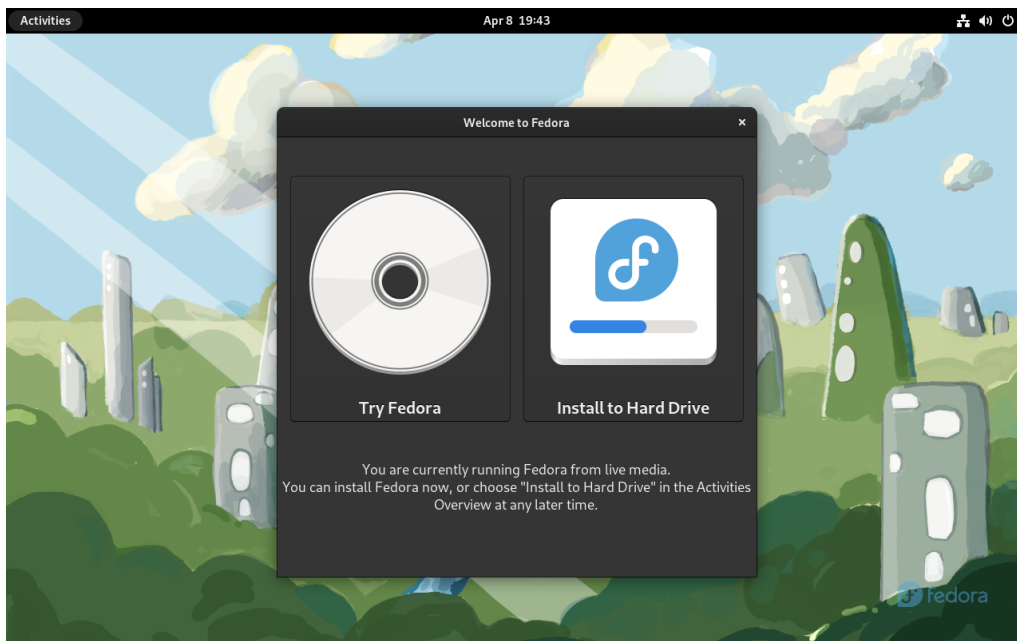 Activities
Apr 8 19:43
Welcome to Fedora
Try Fedora
Install to Hard Drive
You are currently running Fedora from live media.
You can install Fedora now, or choose "Install to Hard Drive" in the Activities
Overview at any later time.
fedora